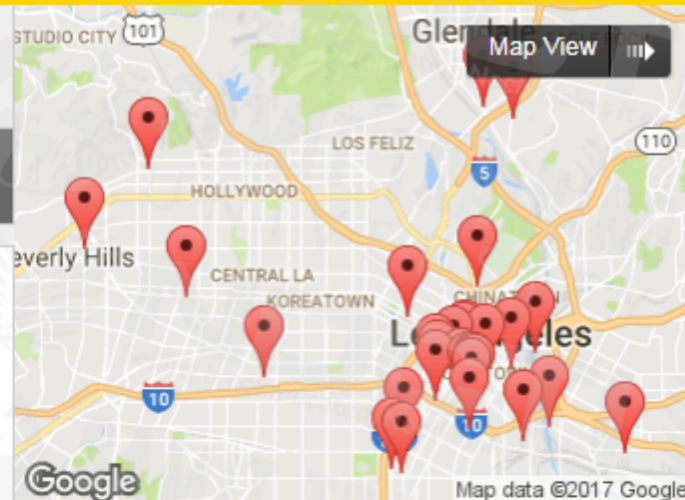 STUDIO CITY
101
Glendale
Map View
LOS FELIZ
110
5
HOLLYWOOD
everly Hills
CENTRAL LA
KOREATOWN
10
10
Google
Map data ©2017 Google